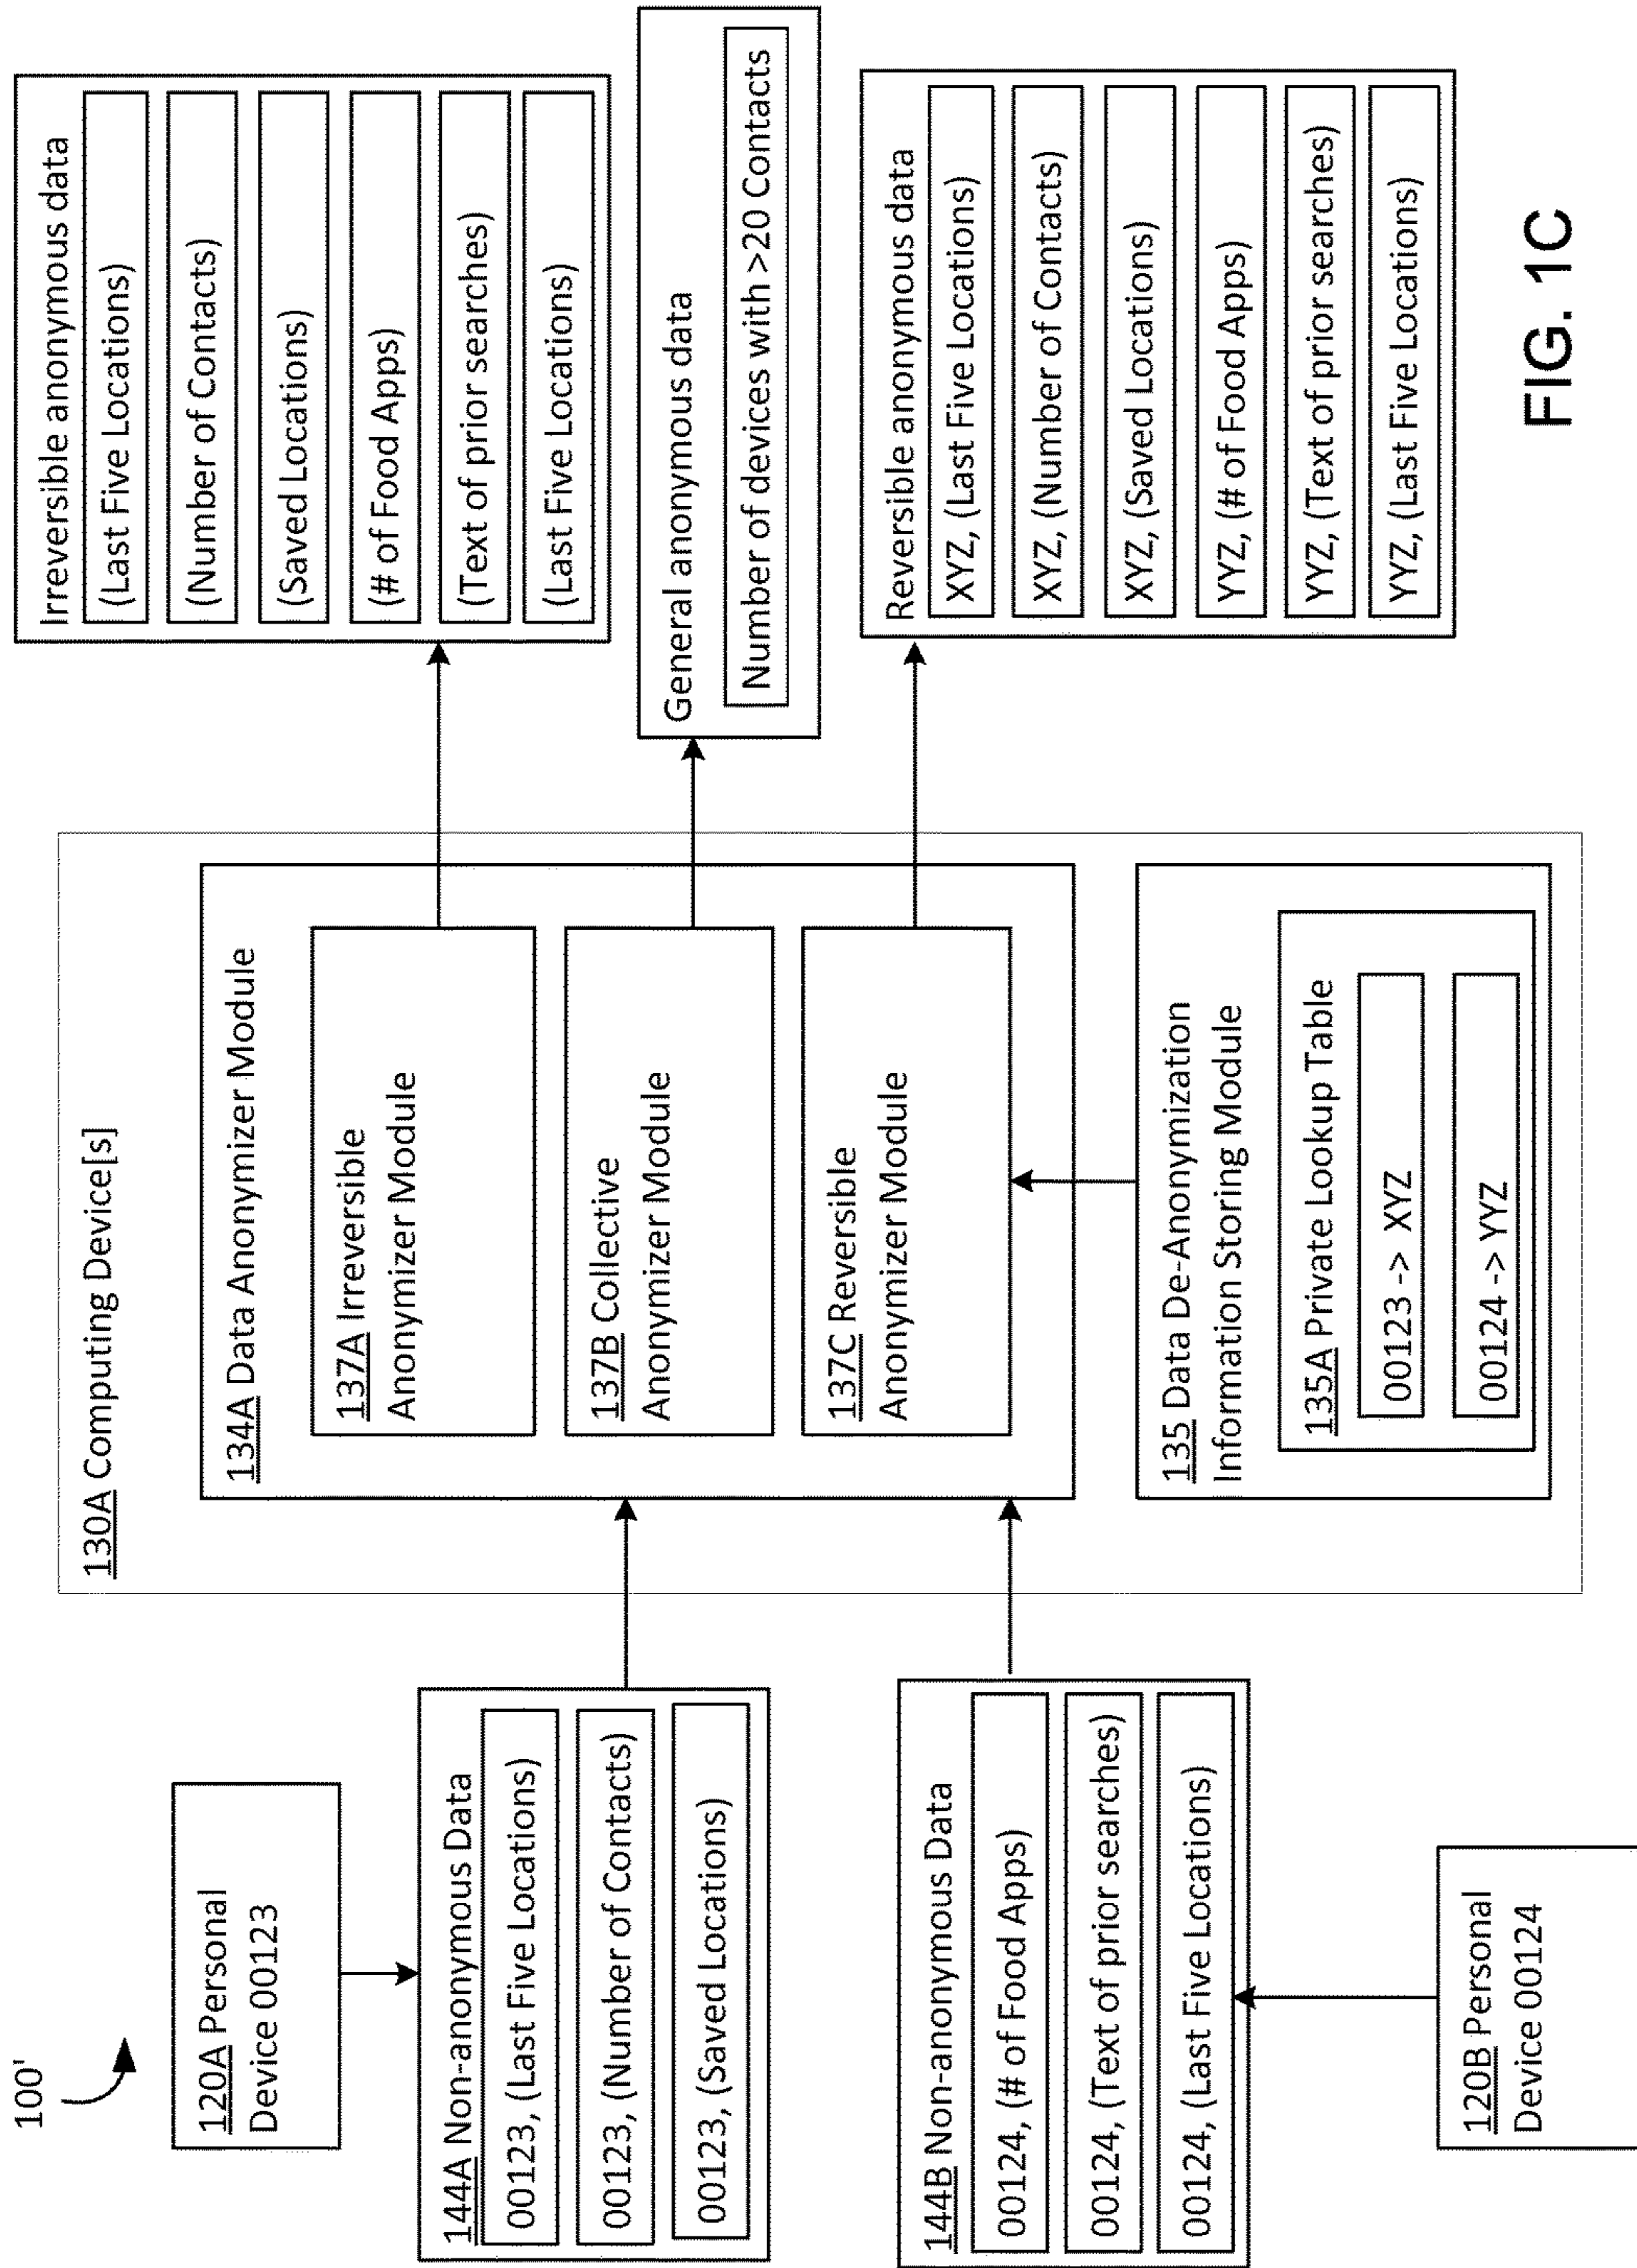 100'
120A Personal
Device 00123
144A Non-anonymous Data
00123, (Last Five Locations)
00123, (Number of Contacts)
00123, (Saved Locations)
144B Non-anonymous Data
00124, (# of Food Apps)
00124, (Text of prior searches)
00124, (Last Five Locations)
120B Personal
Device 00124
130A Computing Device[s]
134A Data Anonymizer Module
137A Irreversible
Anonymizer Module
137B Collective
Anonymizer Module
137C Reversible
Anonymizer Module
135 Data De-Anonymization
Information Storing Module
135A Private Lookup Table
00123 -> XYZ
00124 -> YYZ
Irreversible anonymous data
(Last Five Locations)
(Number of Contacts)
(Saved Locations)
(# of Food Apps)
(Text of prior searches)
(Last Five Locations)
General anonymous data
Number of devices with >20 Contacts
Reversible anonymous data
XYZ, (Last Five Locations)
XYZ, (Number of Contacts)
XYZ, (Saved Locations)
YYZ, (# of Food Apps)
YYZ, (Text of prior searches)
YYZ, (Last Five Locations)
FIG. 1C